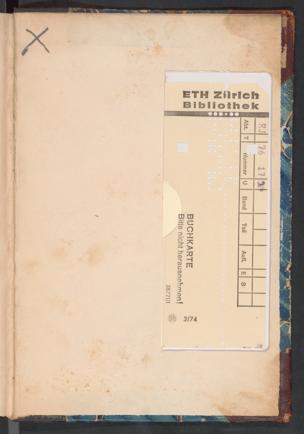 ETH Zürich
Bibliothek
Abt. T Nummer U Band Teil Aufl. E S
BUCHKARTE
Bitte nicht herausnehmen!
3/74